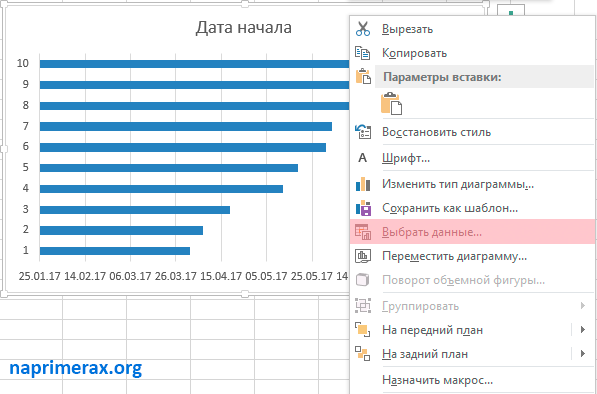 Дата начала
10
9
8
7
6
5
4
3
2
1
25.01.17 14.02.17 06.03.17 26.03.17 15.04.17 05.05.17 25.05.17 14
Вырезать
Копировать
Параметры вставки:
Восстановить стиль
Шрифт...
Изменить тип диаграммы...
Сохранить как шаблон...
Выбрать данные...
Переместить диаграмму...
Поворот объемной фигуры...
Группировать
На передний план
На задний план
Назначить макрос...
naprimerax.org